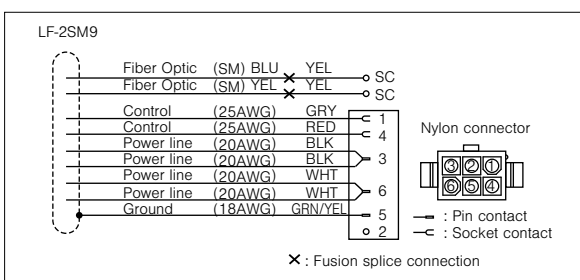 LF-2SM9
Fiber Optic (SM) BLU YEL SC
Fiber Optic (SM) YEL YEL SC
Control (25AWG) GRY 1
Control (25AWG) RED 4
Power line (20AWG) BLK
Power line (20AWG) BLK 3
Power line (20AWG) WHT
Power line (20AWG) WHT 6
Ground (18AWG) GRN/YEL 5
2
Nylon connector
3 2 1
6 5 4
: Pin contact
: Socket contact
: Fusion splice connection